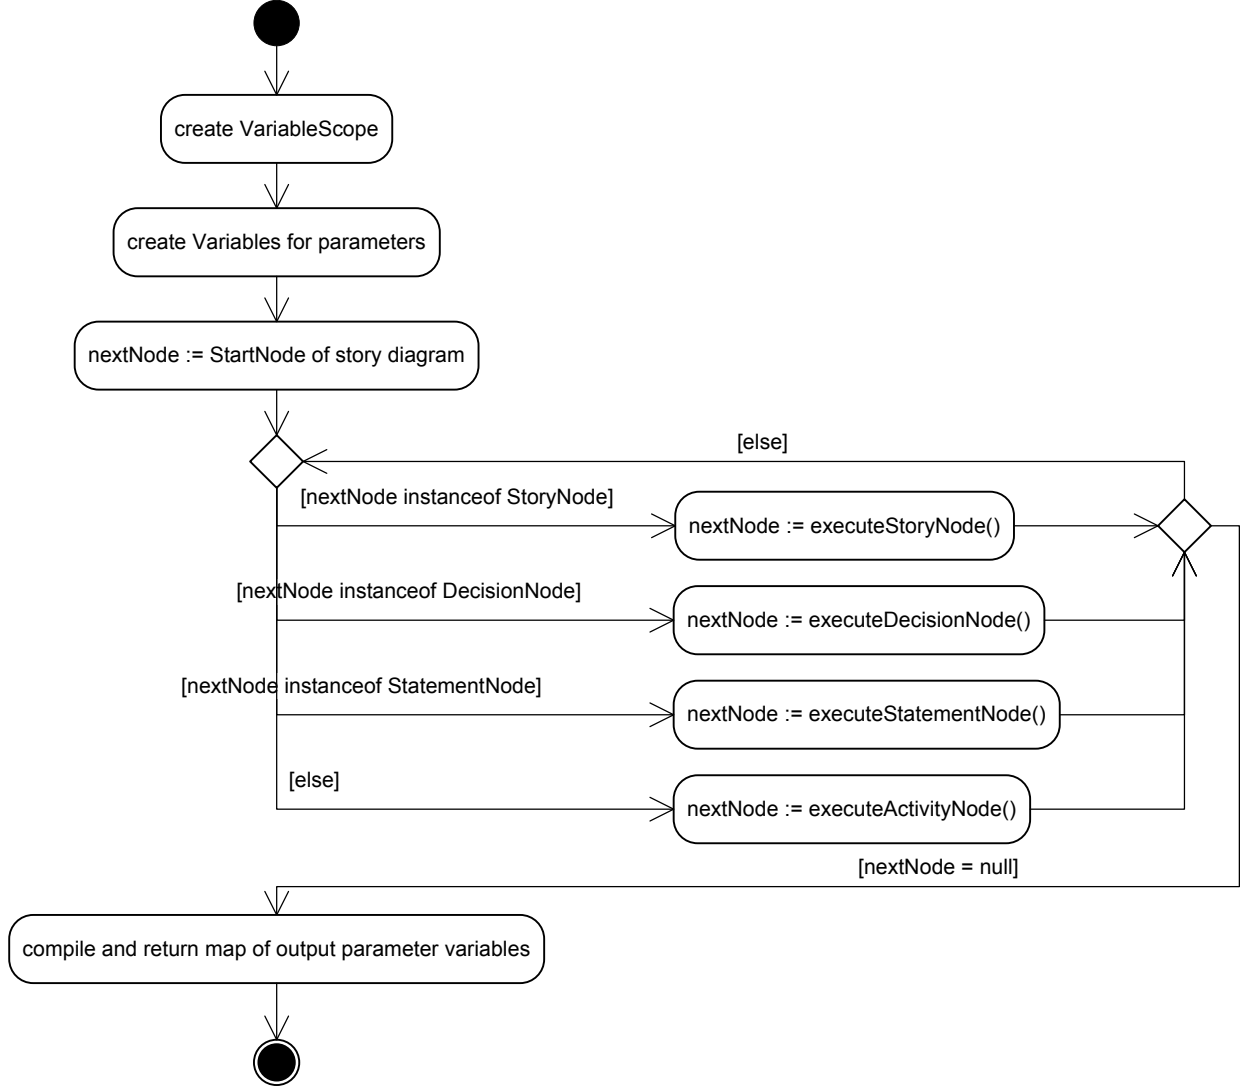 create VariableScope
create Variables for parameters
nextNode := StartNode of story diagram
[else]
[nextNode instanceof StoryNode]
nextNode := executeStoryNode()
[nextNode instanceof DecisionNode]
nextNode := executeDecisionNode()
[nextNode instanceof StatementNode]
nextNode := executeStatementNode()
[else]
nextNode := executeActivityNode()
[nextNode = null]
compile and return map of output parameter variables